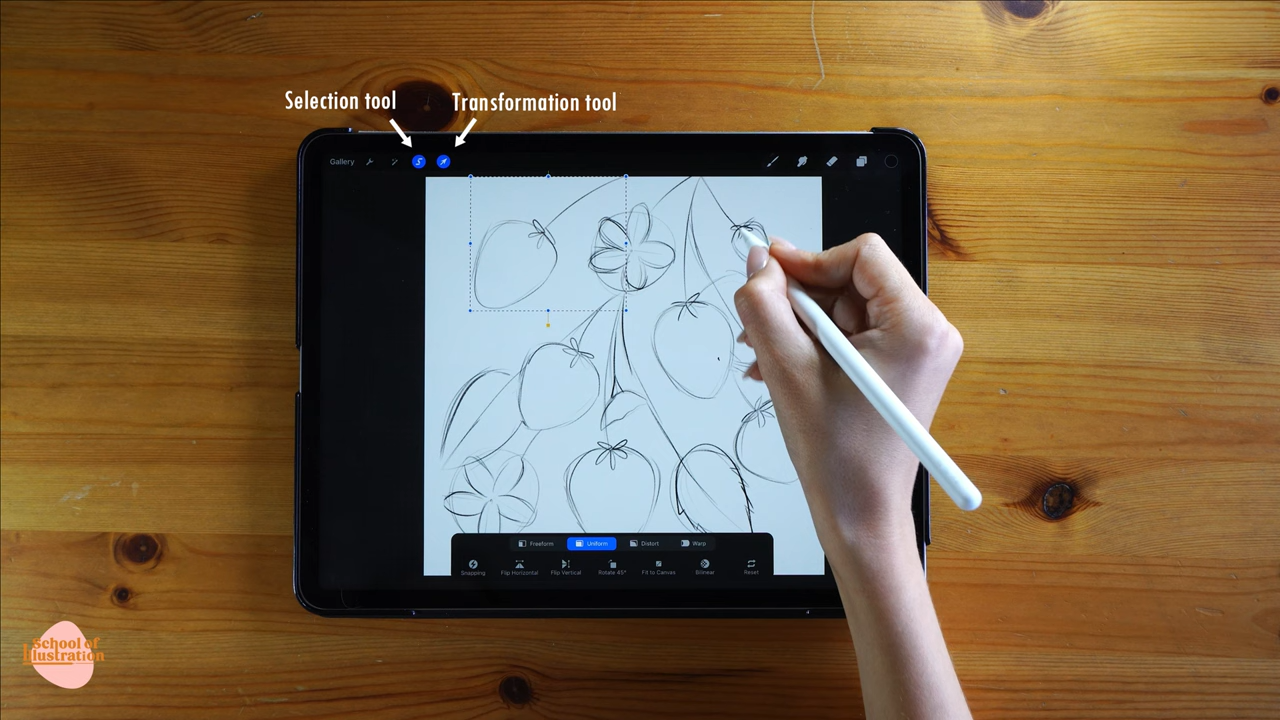 Selection tool
Transformation tool
Gallery
Freeform
Uniform
Distort
Warp
Snapping
Flip Horizontal
Flip Vertical
Rotate 45°
Fit to Canvas
Bilinear
Reset
School of
Illustration